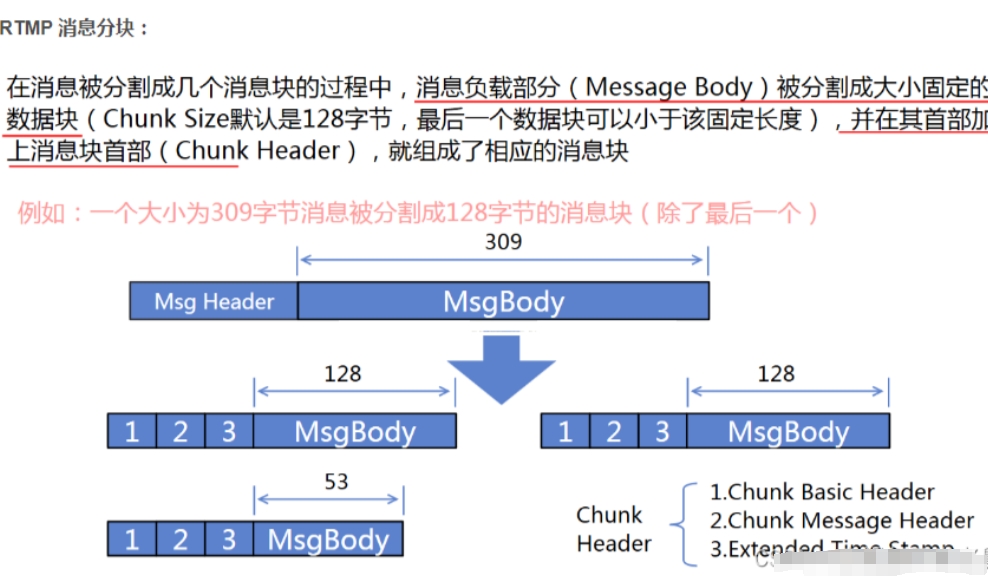 RTMP 消息分块：
在消息被分割成几个消息块的过程中，消息负载部分（Message Body）被分割成大小固定的
数据块（Chunk Size默认是128字节，最后一个数据块可以小于该固定长度），并在其首部加
上消息块首部（Chunk Header），就组成了相应的消息块
例如：一个大小为309字节消息被分割成128字节的消息块（除了最后一个）
309
Msg Header MsgBody
128 128
1 2 3 MsgBody 1 2 3 MsgBody
53
1 2 3 MsgBody
Chunk Header
1.Chunk Basic Header
2.Chunk Message Header
3.Extended Time Stamp